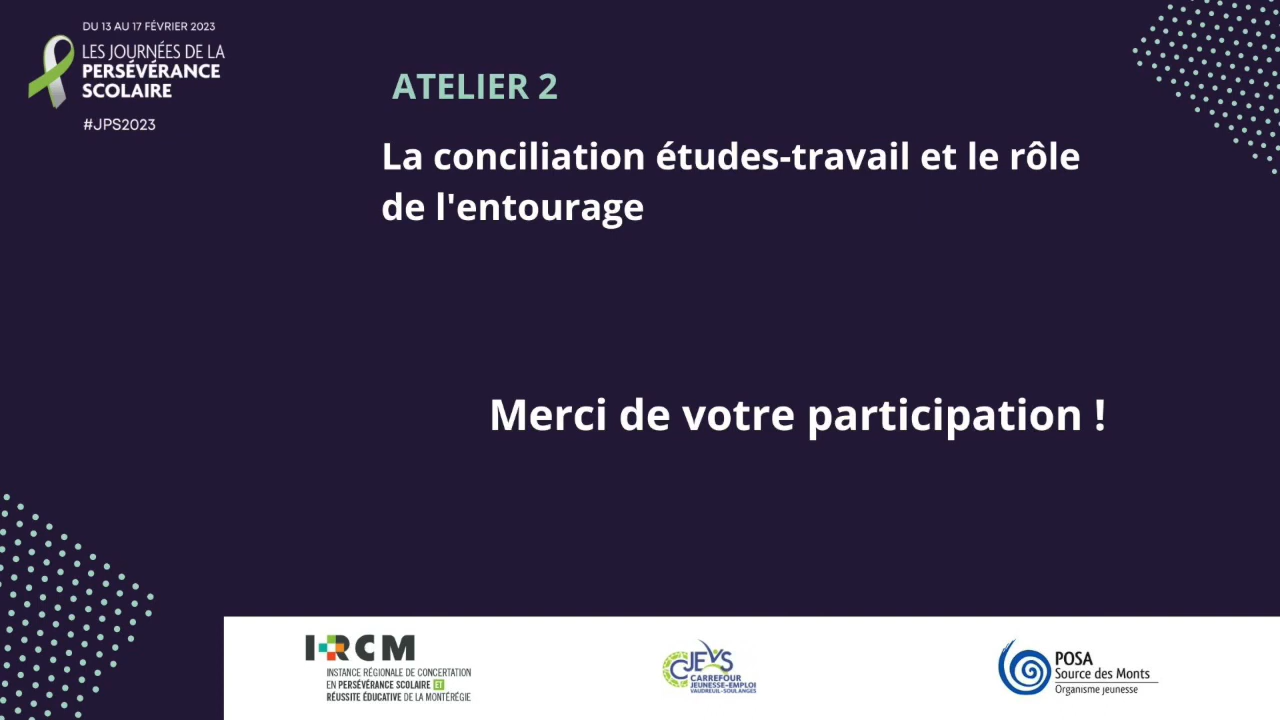 DU 13 AU 17 FÉVRIER 2023
LES JOURNÉES DE LA
PERSÉVÉRANCE
SCOLAIRE
#JPS2023
ATELIER 2
La conciliation études-travail et le rôle
de l'entourage
Merci de votre participation !
IRCM
INSTANCE RÉGIONALE DE CONCERTATION
EN PERSÉVÉRANCE SCOLAIRE ET
RÉUSSITE ÉDUCATIVE DE LA MONTÉRÉGIE
CJEVS
CARREFOUR
JEUNESSE-EMPLOI
VAUDREUIL-SOULANGES
POSA
Source des Monts
Organisme jeunesse